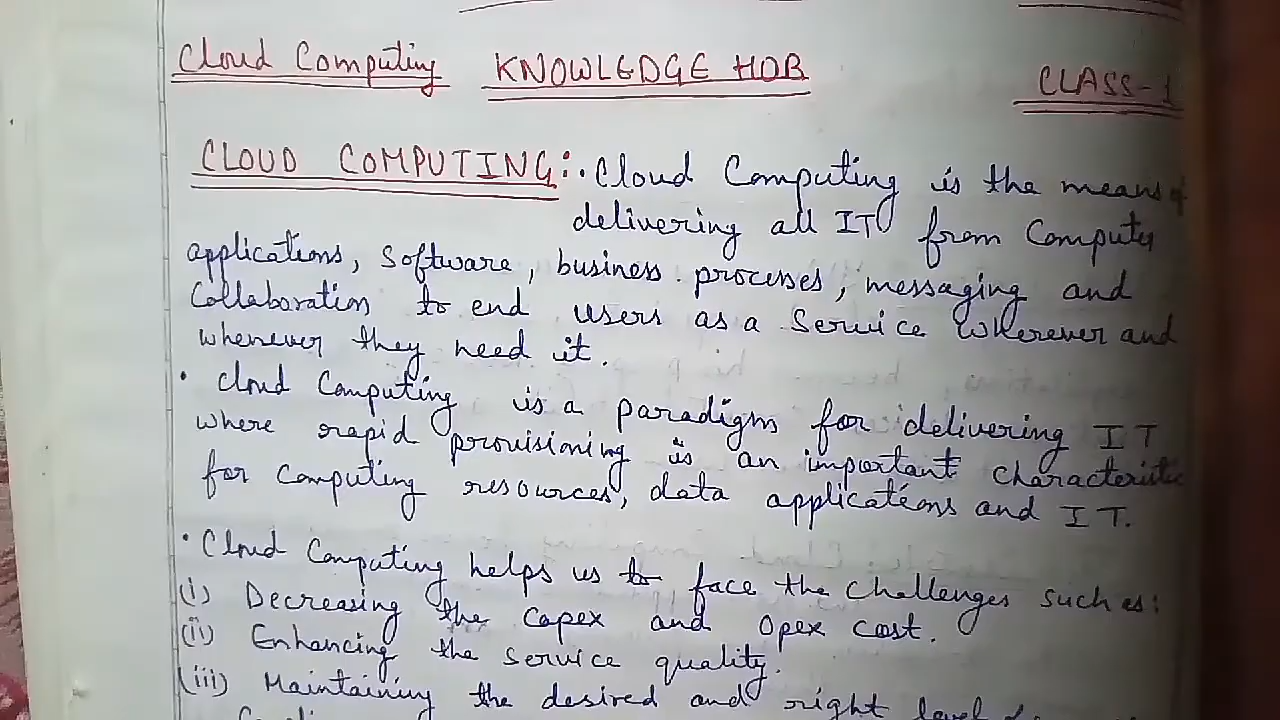 Cloud Computing KNOWLEDGE HOB CLASS-1
CLOUD COMPUTING:. Cloud Computing is the means of
delivering all IT from Computer
applications, Software, business processes, messaging and
Collaboration to end users as a Service wherever and
whenever they need it.
• Cloud Computing is a paradigm for delivering IT
where rapid provisioning is an important characteristic
for Computing resources, data applications and IT.
• Cloud Computing helps us to face the challenges such as:
(i) Decreasing the Capex and Opex cost.
(ii) Enhancing the service quality.
(iii) Maintaining the desired and right level